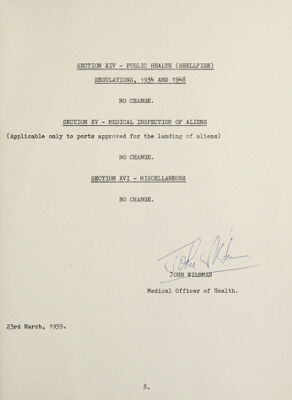 SECTION XIV - PUBLIC HEALTH (SHELLFISH)
REGULATIONS, 1934 AND 1948
NO CHANGE.
SECTION XV - MEDICAL INSPECTION OF ALIENS
(Applicable only to ports approved for the landing of aliens)
NO CHANGE.
SECTION XVI - MISCELLANEOUS
NO CHANGE.
JOHN
Medical Officer of Health.
23rd March, 1959.
8.